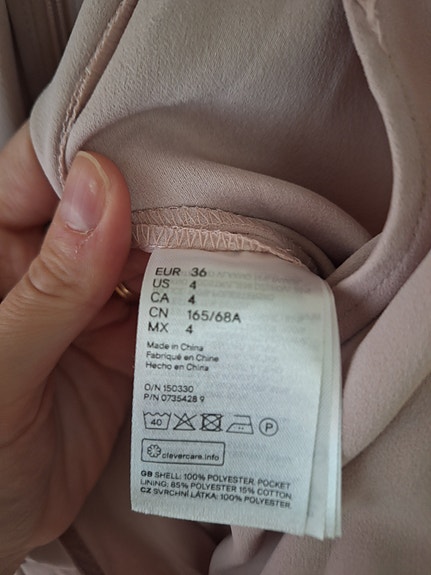 EUR 36
US 4
CA 4
CN 165/68A
MX 4
Made in China
Fabriqué en Chine
Hecho en China
O/N 150330
P/N 0735428 9
40
P
clevercare.info
GB SHELL: 100% POLYESTER, POCKET
LINING: 85% POLYESTER 15% COTTON
CZ SVRCHNÍ LÁTKA: 100% POLYESTER